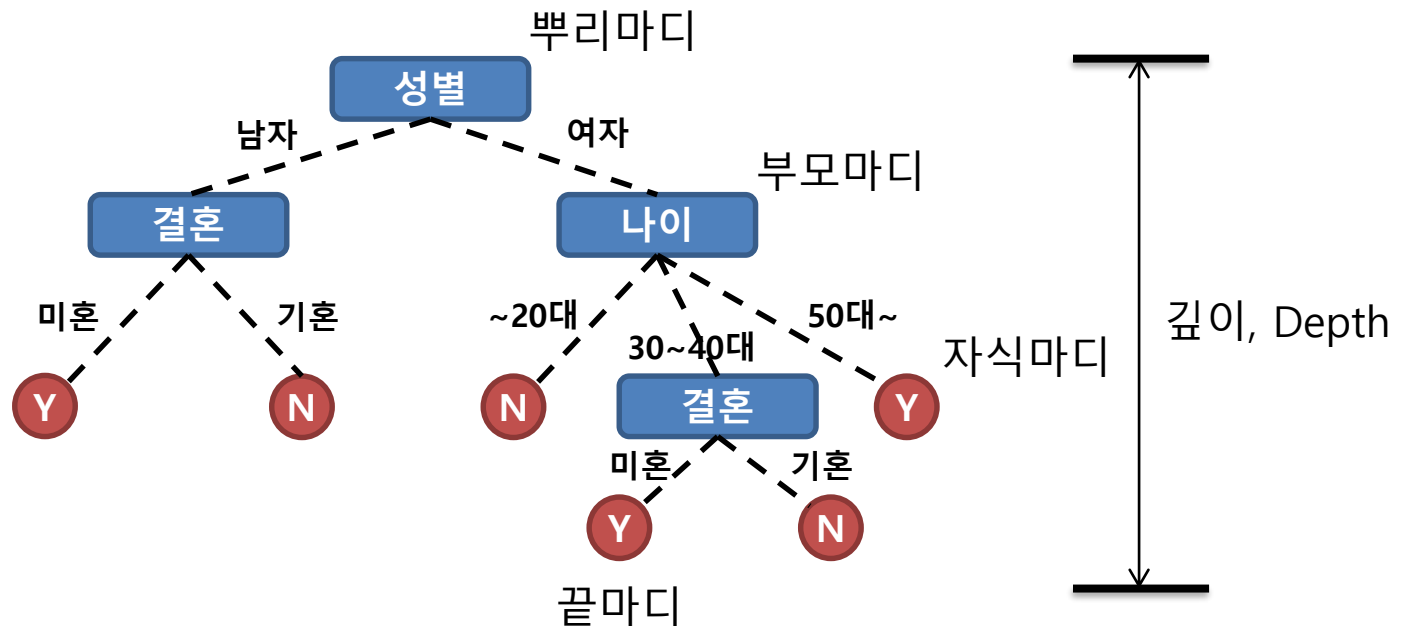 뿌리마디
성별
남자
여자
부모마디
결혼
나이
미혼
기혼
~20대
30~40대
50대~
자식마디
깊이, Depth
Y
N
N
결혼
Y
미혼
기혼
Y
N
끝마디